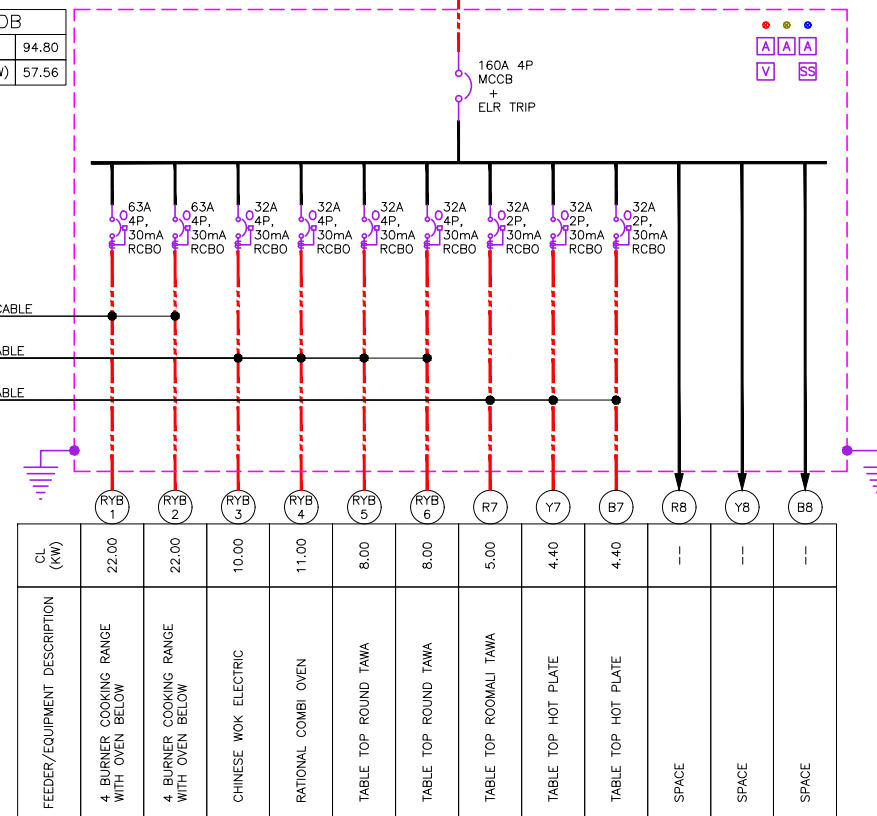 DB
94.80
W) 57.56
A A A
V SS
160A 4P
MCCB
+
ELR TRIP
63A
4P,
30mA
RCBO
63A
4P,
30mA
RCBO
32A
4P,
30mA
RCBO
32A
4P,
30mA
RCBO
32A
4P,
30mA
RCBO
32A
4P,
30mA
RCBO
32A
2P,
30mA
RCBO
32A
2P,
30mA
RCBO
32A
2P,
30mA
RCBO
CABLE
ABLE
ABLE
RYB
1
RYB
2
RYB
3
RYB
4
RYB
5
RYB
6
R7
Y7
B7
R8
Y8
B8
CL
(KW)
22.00
22.00
10.00
11.00
8.00
8.00
5.00
4.40
4.40
--
--
--
FEEDER/EQUIPMENT DESCRIPTION
4 BURNER COOKING RANGE
WITH OVEN BELOW
4 BURNER COOKING RANGE
WITH OVEN BELOW
CHINESE WOK ELECTRIC
RATIONAL COMBI OVEN
TABLE TOP ROUND TAWA
TABLE TOP ROUND TAWA
TABLE TOP ROOMALI TAWA
TABLE TOP HOT PLATE
TABLE TOP HOT PLATE
SPACE
SPACE
SPACE